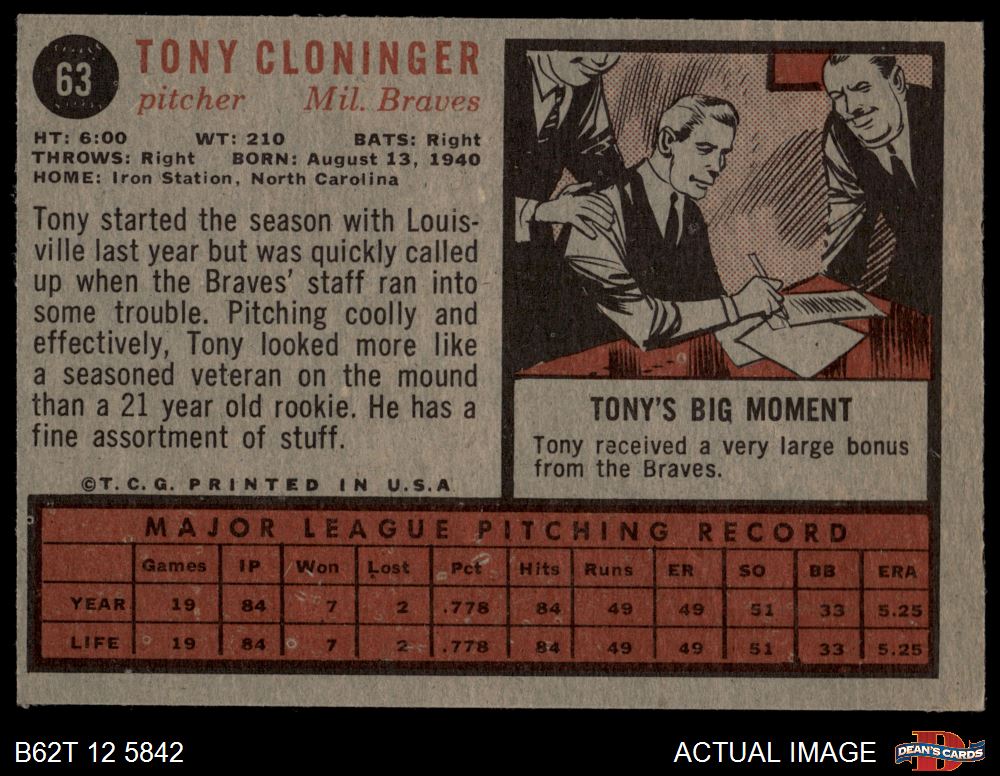 63
TONY CLONINGER
pitcher Mil. Braves
HT: 6:00 WT: 210 BATS: Right
THROWS: Right BORN: August 13, 1940
HOME: Iron Station, North Carolina
Tony started the season with Louis-
ville last year but was quickly called
up when the Braves' staff ran into
some trouble. Pitching coolly and
effectively, Tony looked more like
a seasoned veteran on the mound
than a 21 year old rookie. He has a
fine assortment of stuff.
©T.C.G. PRINTED IN U.S.A
TONY'S BIG MOMENT
Tony received a very large bonus
from the Braves.
MAJOR LEAGUE PITCHING RECORD
Games IP Won Lost Pct Hits Runs ER SO BB ERA
YEAR 19 84 7 2 .778 84 49 49 51 33 5.25
LIFE 19 84 7 2 .778 84 49 49 51 33 5.25
B62T 12 5842 ACTUAL IMAGE DEAN'S CARDS